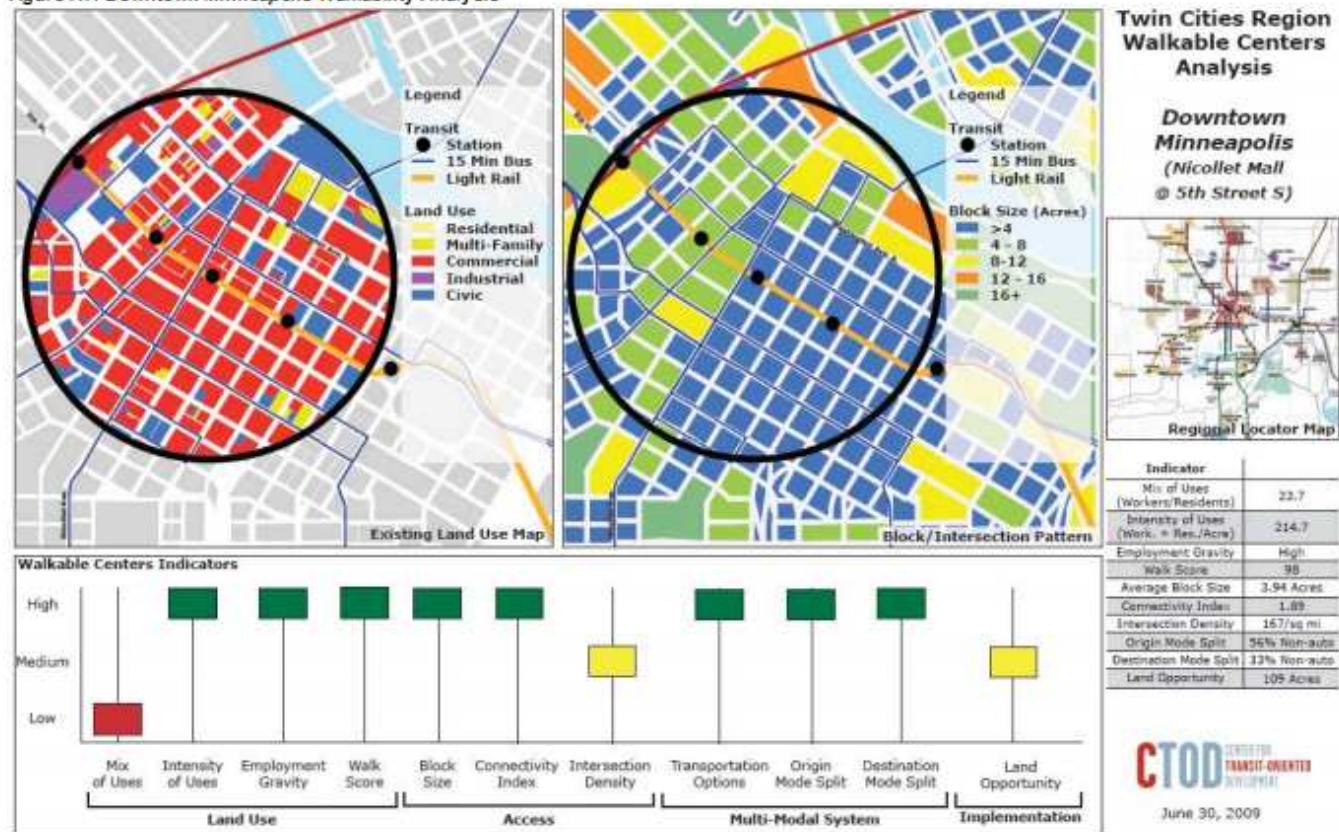 Downtown Minneapolis Walkability Analysis
Legend
Transit
Station
15 Min Bus
Light Rail
Land Use
Residential
Multi-Family
Commercial
Industrial
Civic
Existing Land Use Map
Legend
Transit
Station
15 Min Bus
Light Rail
Block Size (Acres)
>4
4 - 8
8-12
12 - 16
16+
Block/Intersection Pattern
Twin Cities Region
Walkable Centers
Analysis
Downtown
Minneapolis
(Nicollet Mall
@ 5th Street S)
Regional Locator Map
Indicator
Mix of Uses
(Workers/Residents)
23.7
Intensity of Uses
(Work. + Res./Acre)
214.7
Employment Gravity
High
Walk Score
98
Average Block Size
3.94 Acres
Connectivity Index
1.89
Intersection Density
167/sq mi
Origin Mode Split
56% Non-auto
Destination Mode Split
33% Non-auto
Land Opportunity
109 Acres
Walkable Centers Indicators
High
Medium
Low
Mix
of Uses
Intensity
of Uses
Employment
Gravity
Walk
Score
Block
Size
Connectivity
Index
Intersection
Density
Transportation
Options
Origin
Mode Split
Destination
Mode Split
Land
Opportunity
Land Use
Access
Multi-Modal System
Implementation
CTOD
CENTER FOR
TRANSIT-ORIENTED
DEVELOPMENT
June 30, 2009